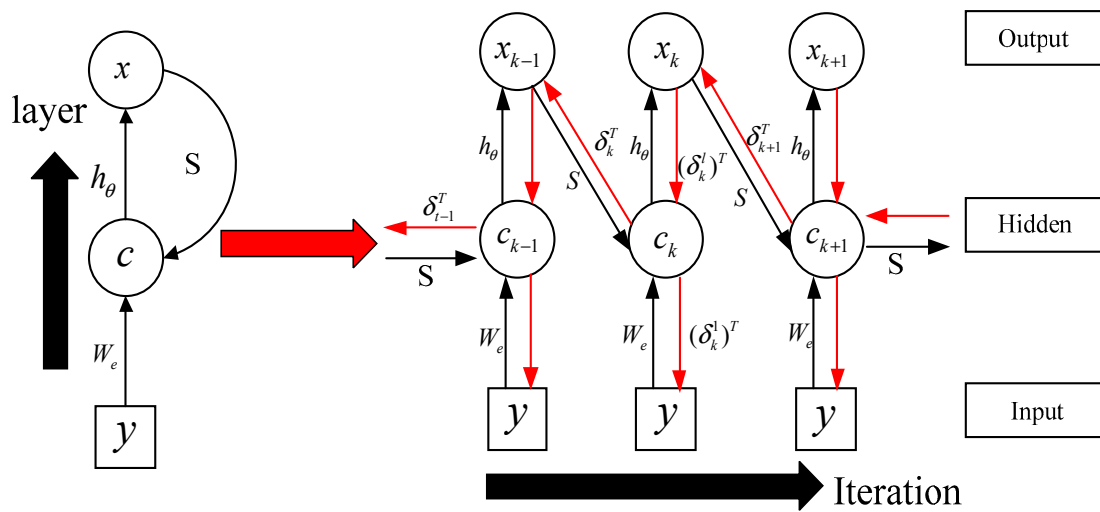 x
layer
S
h_θ
c
W_e
y
x_{k-1}
x_k
x_{k+1}
Output
h_θ
δ_k^T
S
h_θ
(δ_k^l)^T
δ_{k+1}^T
S
h_θ
δ_{t-1}^T
S
c_{k-1}
c_k
c_{k+1}
S
Hidden
W_e
W_e
(δ_k^1)^T
W_e
y
y
y
Input
Iteration